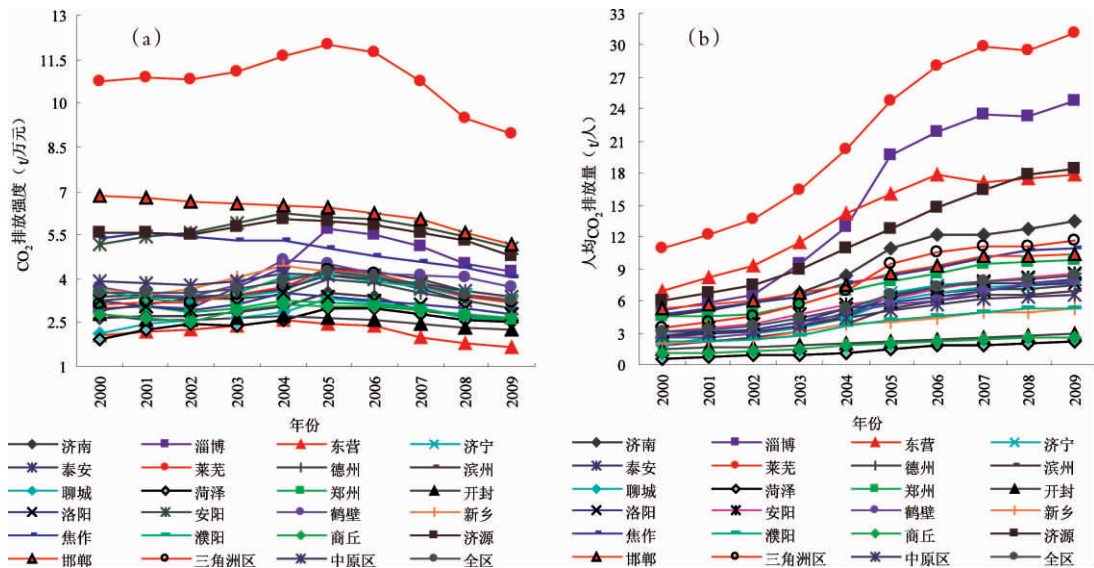 (a)
CO₂排放强度(t/万元)
13
11.5
10
8.5
7
5.5
4
2.5
1
2000 2001 2002 2003 2004 2005 2006 2007 2008 2009
年份
济南 淄博 东营 济宁
泰安 莱芜 德州 滨州
聊城 菏泽 郑州 开封
洛阳 安阳 鹤壁 新乡
焦作 濮阳 商丘 济源
邯郸 三角洲区 中原区 全区
(b)
人均CO₂排放量(t/人)
33
30
27
24
21
18
15
12
9
6
3
0
2000 2001 2002 2003 2004 2005 2006 2007 2008 2009
年份
济南 淄博 东营 济宁
泰安 莱芜 德州 滨州
聊城 菏泽 郑州 开封
洛阳 安阳 鹤壁 新乡
焦作 濮阳 商丘 济源
邯郸 三角洲区 中原区 全区